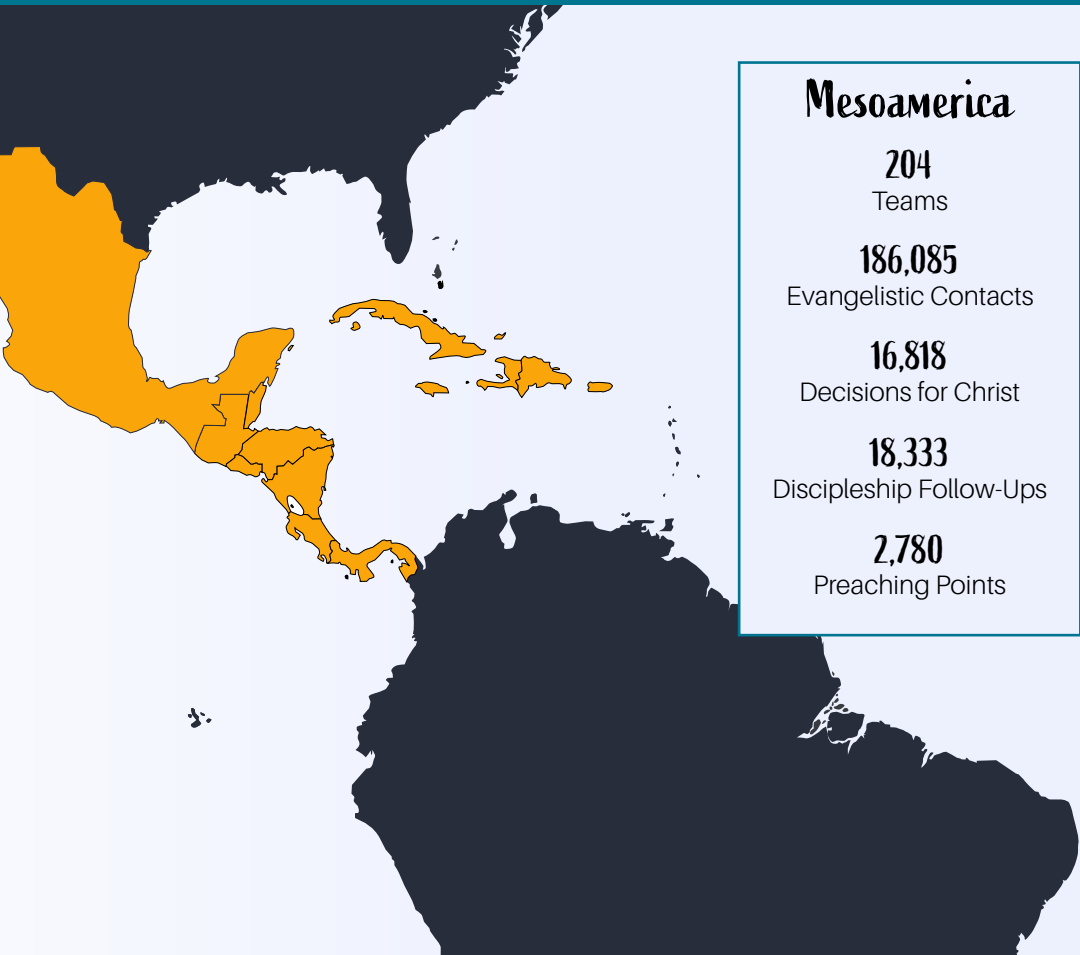 Mesoamerica
204
Teams
186,085
Evangelistic Contacts
16,818
Decisions for Christ
18,333
Discipleship Follow-Ups
2,780
Preaching Points